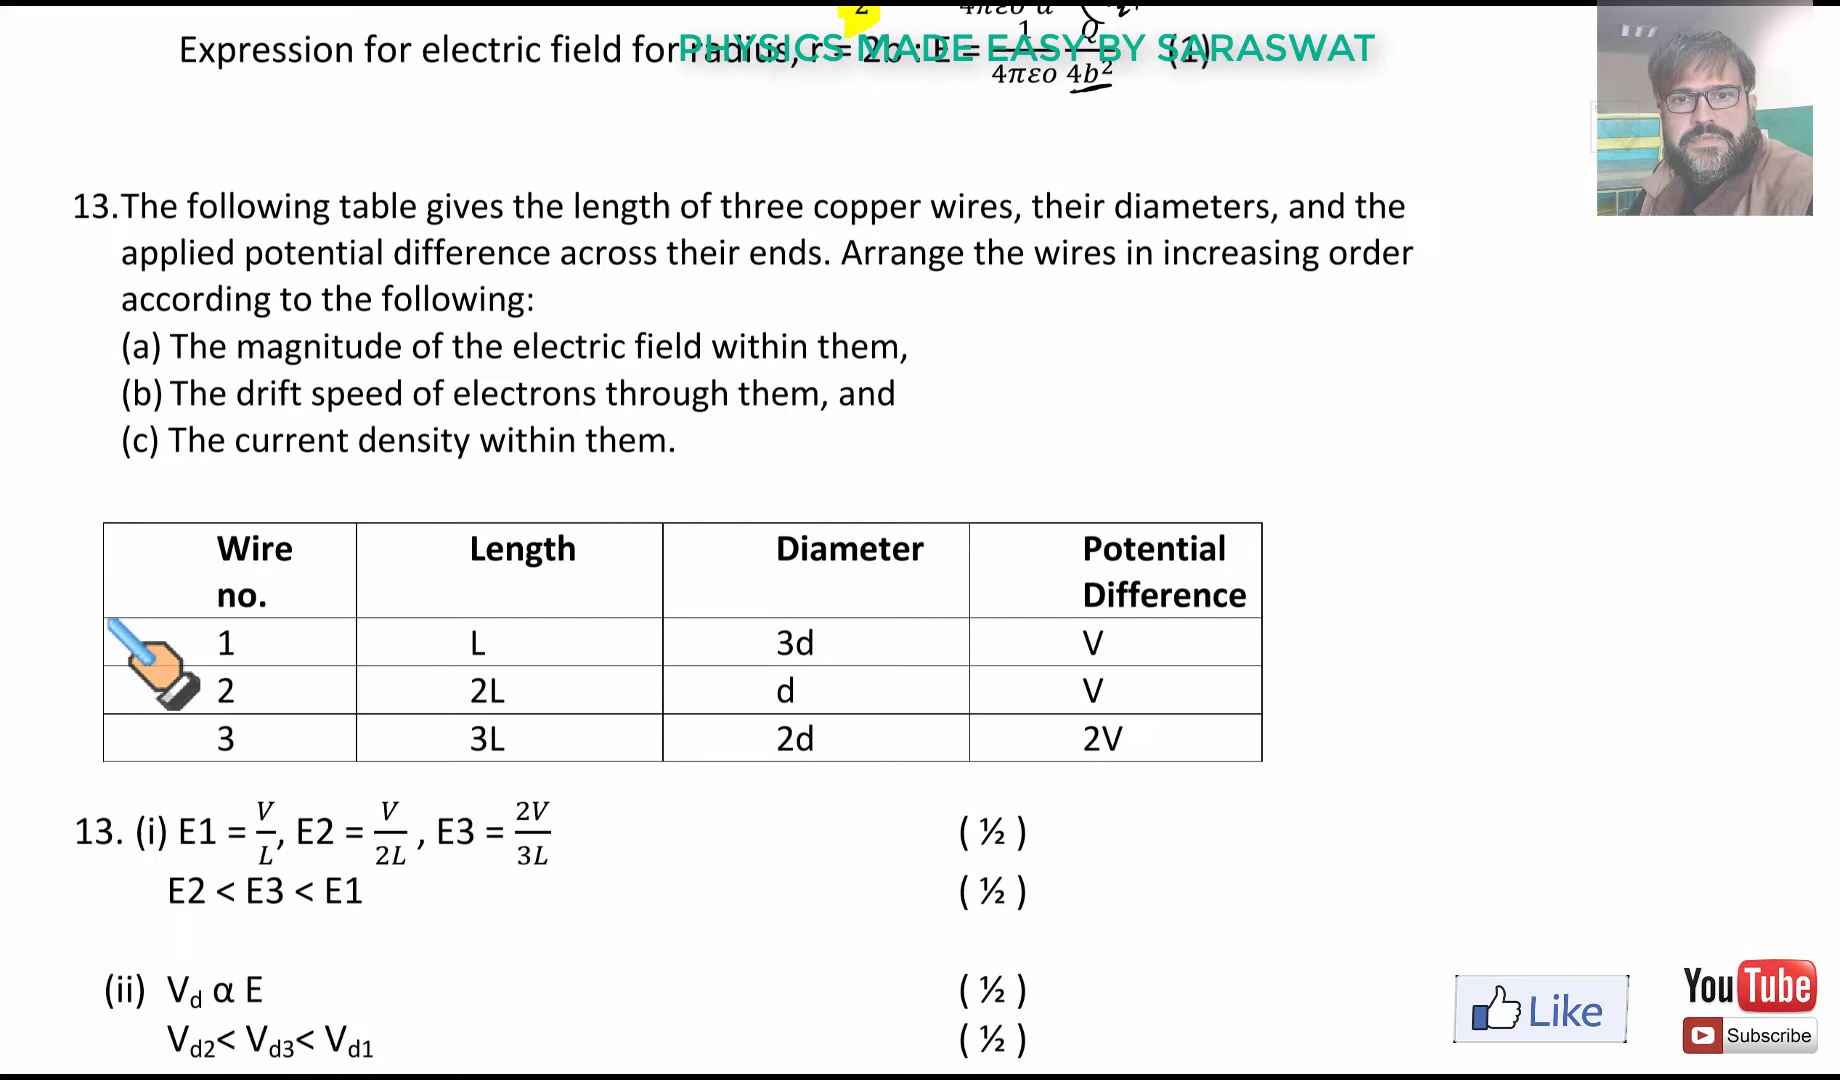 Expression for electric field for radius, r = 2b : E = 1/4πεo Q/4b² (1)
PHYSICS MADE EASY BY SARASWAT
13. The following table gives the length of three copper wires, their diameters, and the
applied potential difference across their ends. Arrange the wires in increasing order
according to the following:
(a) The magnitude of the electric field within them,
(b) The drift speed of electrons through them, and
(c) The current density within them.
Wire no. Length Diameter Potential Difference
1 L 3d V
2 2L d V
3 3L 2d 2V
13. (i) E1 = V/L, E2 = V/2L , E3 = 2V/3L ( ½ )
E2 < E3 < E1 ( ½ )
(ii) Vd α E ( ½ )
Vd2< Vd3< Vd1 ( ½ )
Like
YouTube
Subscribe